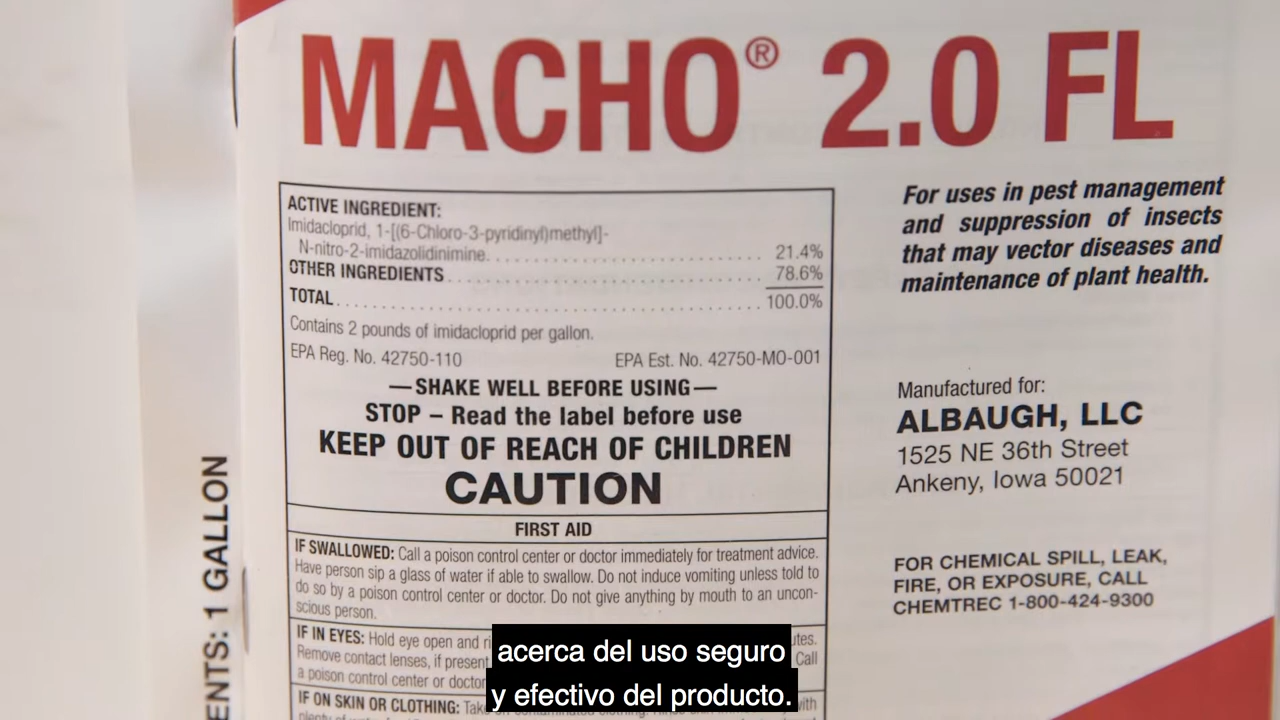 MACHO® 2.0 FL
ACTIVE INGREDIENT:
Imidacloprid, 1-[(6-Chloro-3-pyridinyl)methyl]-
N-nitro-2-imidazolidinimine. 21.4%
OTHER INGREDIENTS 78.6%
TOTAL 100.0%
Contains 2 pounds of imidacloprid per gallon.
EPA Reg. No. 42750-110 EPA Est. No. 42750-MO-001
—SHAKE WELL BEFORE USING—
STOP – Read the label before use
KEEP OUT OF REACH OF CHILDREN
CAUTION
FIRST AID
IF SWALLOWED: Call a poison control center or doctor immediately for treatment advice.
Have person sip a glass of water if able to swallow. Do not induce vomiting unless told to
do so by a poison control center or doctor. Do not give anything by mouth to an uncon-
scious person.
IF IN EYES: Hold eye open and
Remove contact lenses, if present Call
a poison control center or doctor
IF ON SKIN OR CLOTHING:
For uses in pest management
and suppression of insects
that may vector diseases and
maintenance of plant health.
Manufactured for:
ALBAUGH, LLC
1525 NE 36th Street
Ankeny, Iowa 50021
FOR CHEMICAL SPILL, LEAK,
FIRE, OR EXPOSURE, CALL
CHEMTREC 1-800-424-9300
ENTS: 1 GALLON
acerca del uso seguro
y efectivo del producto.